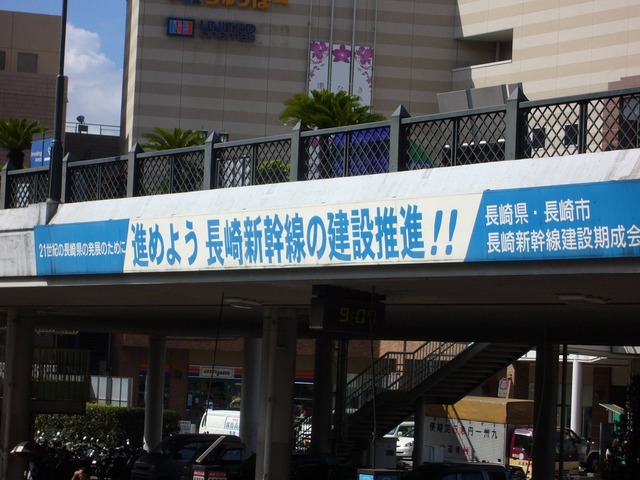 UNITED
21世紀の長崎県の発展のために
進めよう長崎新幹線の建設推進!!
長崎県・長崎市
長崎新幹線建設期成会
9:07